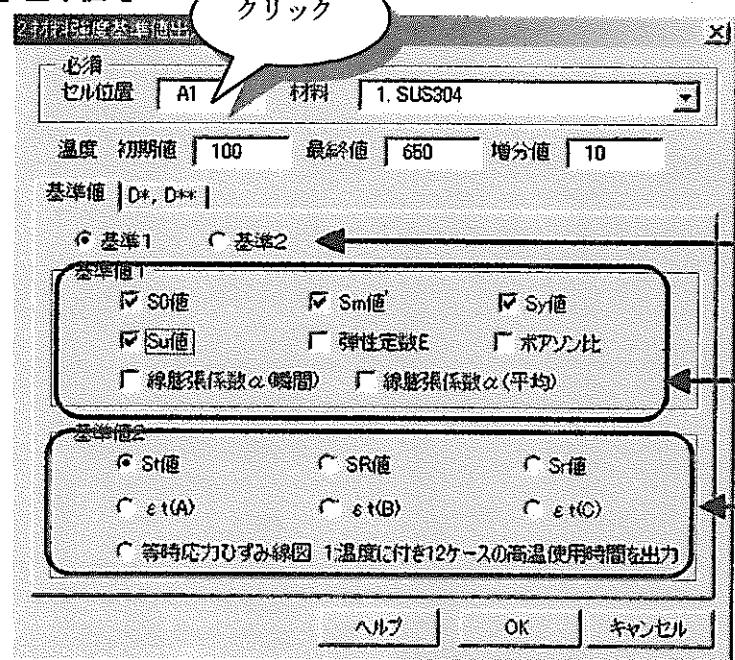 クリック
材料強度基準値出
必須
セル位置 A1 材料 1. SUS304
温度 初期値 100 最終値 650 増分値 10
基準値 D*, D**
基準1 基準2
基準値1
S0値 Sm値 Sy値
Su値 弾性定数E ポアソン比
線膨張係数α(瞬間) 線膨張係数α(平均)
基準値2
St値 SR値 Sr値
εt(A) εt(B) εt(C)
等時応力ひずみ線図 1温度に付き12ケースの高温使用時間を出力
ヘルプ OK キャンセル